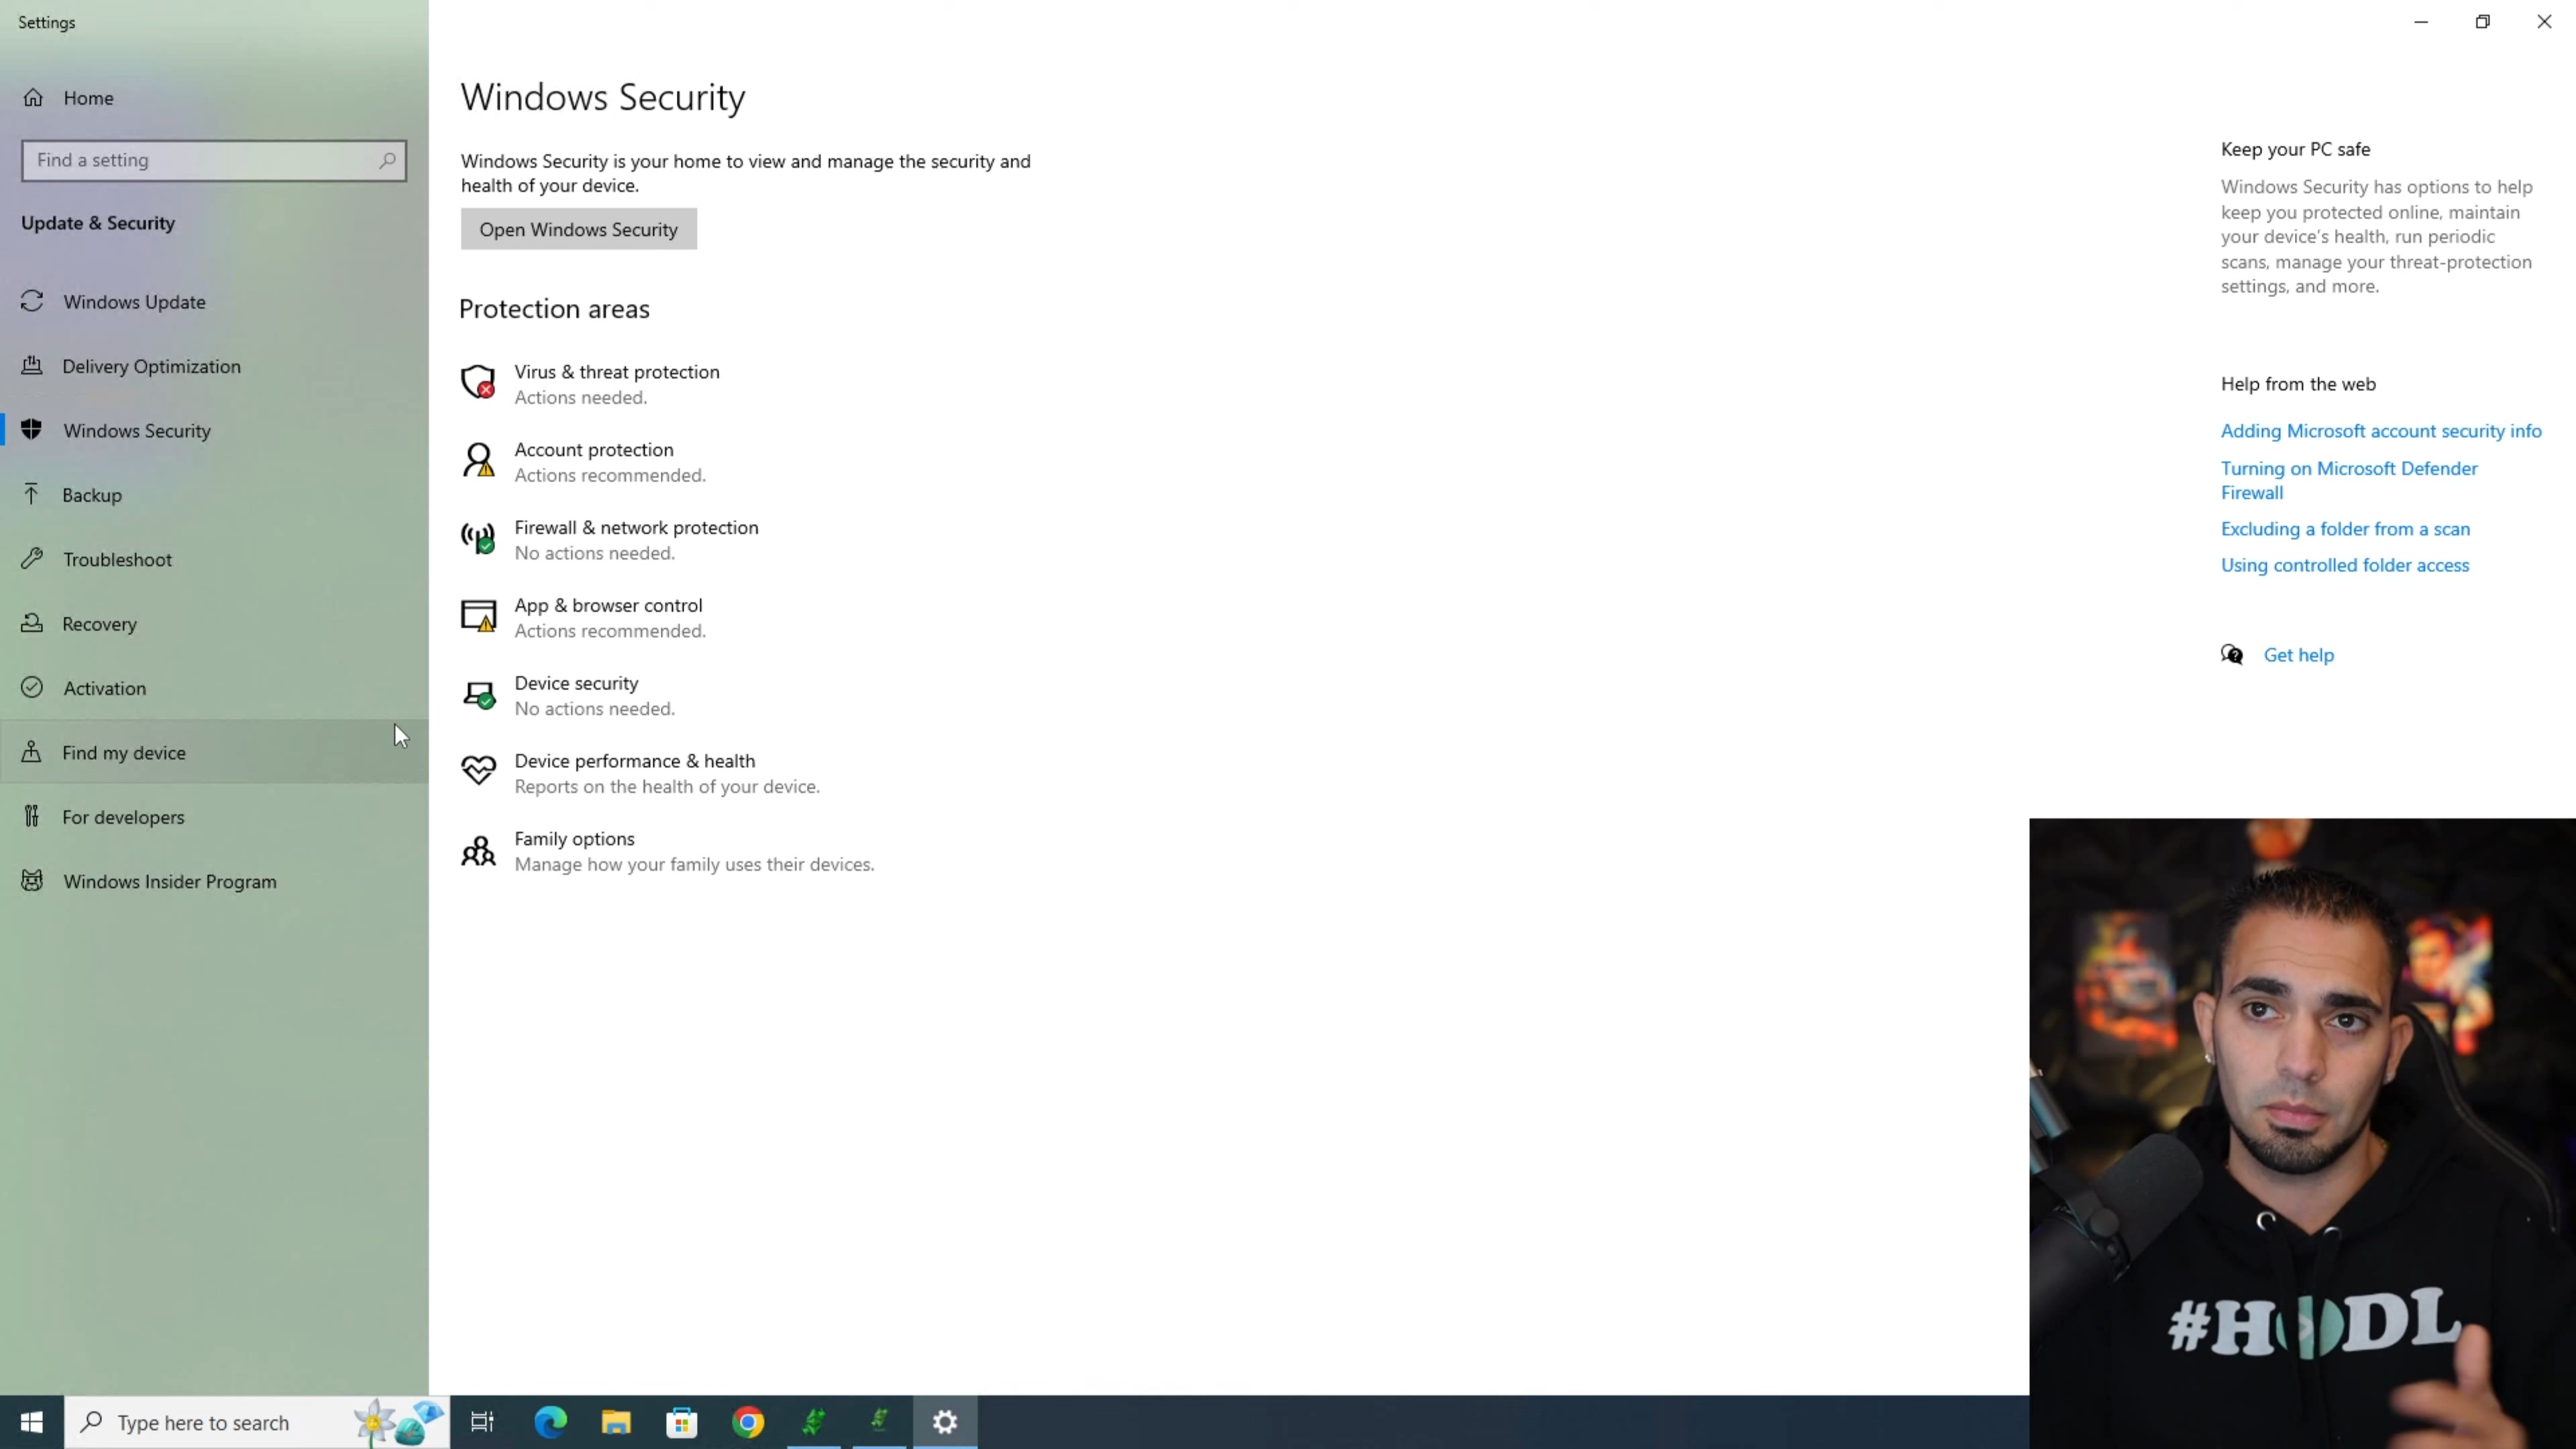 Settings
Home
Find a setting
Update & Security
Windows Update
Delivery Optimization
Windows Security
Backup
Troubleshoot
Recovery
Activation
Find my device
For developers
Windows Insider Program
Windows Security
Windows Security is your home to view and manage the security and
health of your device.
Open Windows Security
Protection areas
Virus & threat protection
Actions needed.
Account protection
Actions recommended.
Firewall & network protection
No actions needed.
App & browser control
Actions recommended.
Device security
No actions needed.
Device performance & health
Reports on the health of your device.
Family options
Manage how your family uses their devices.
Keep your PC safe
Windows Security has options to help
keep you protected online, maintain
your device's health, run periodic
scans, manage your threat-protection
settings, and more.
Help from the web
Adding Microsoft account security info
Turning on Microsoft Defender
Firewall
Excluding a folder from a scan
Using controlled folder access
Get help
#HODL
Type here to search